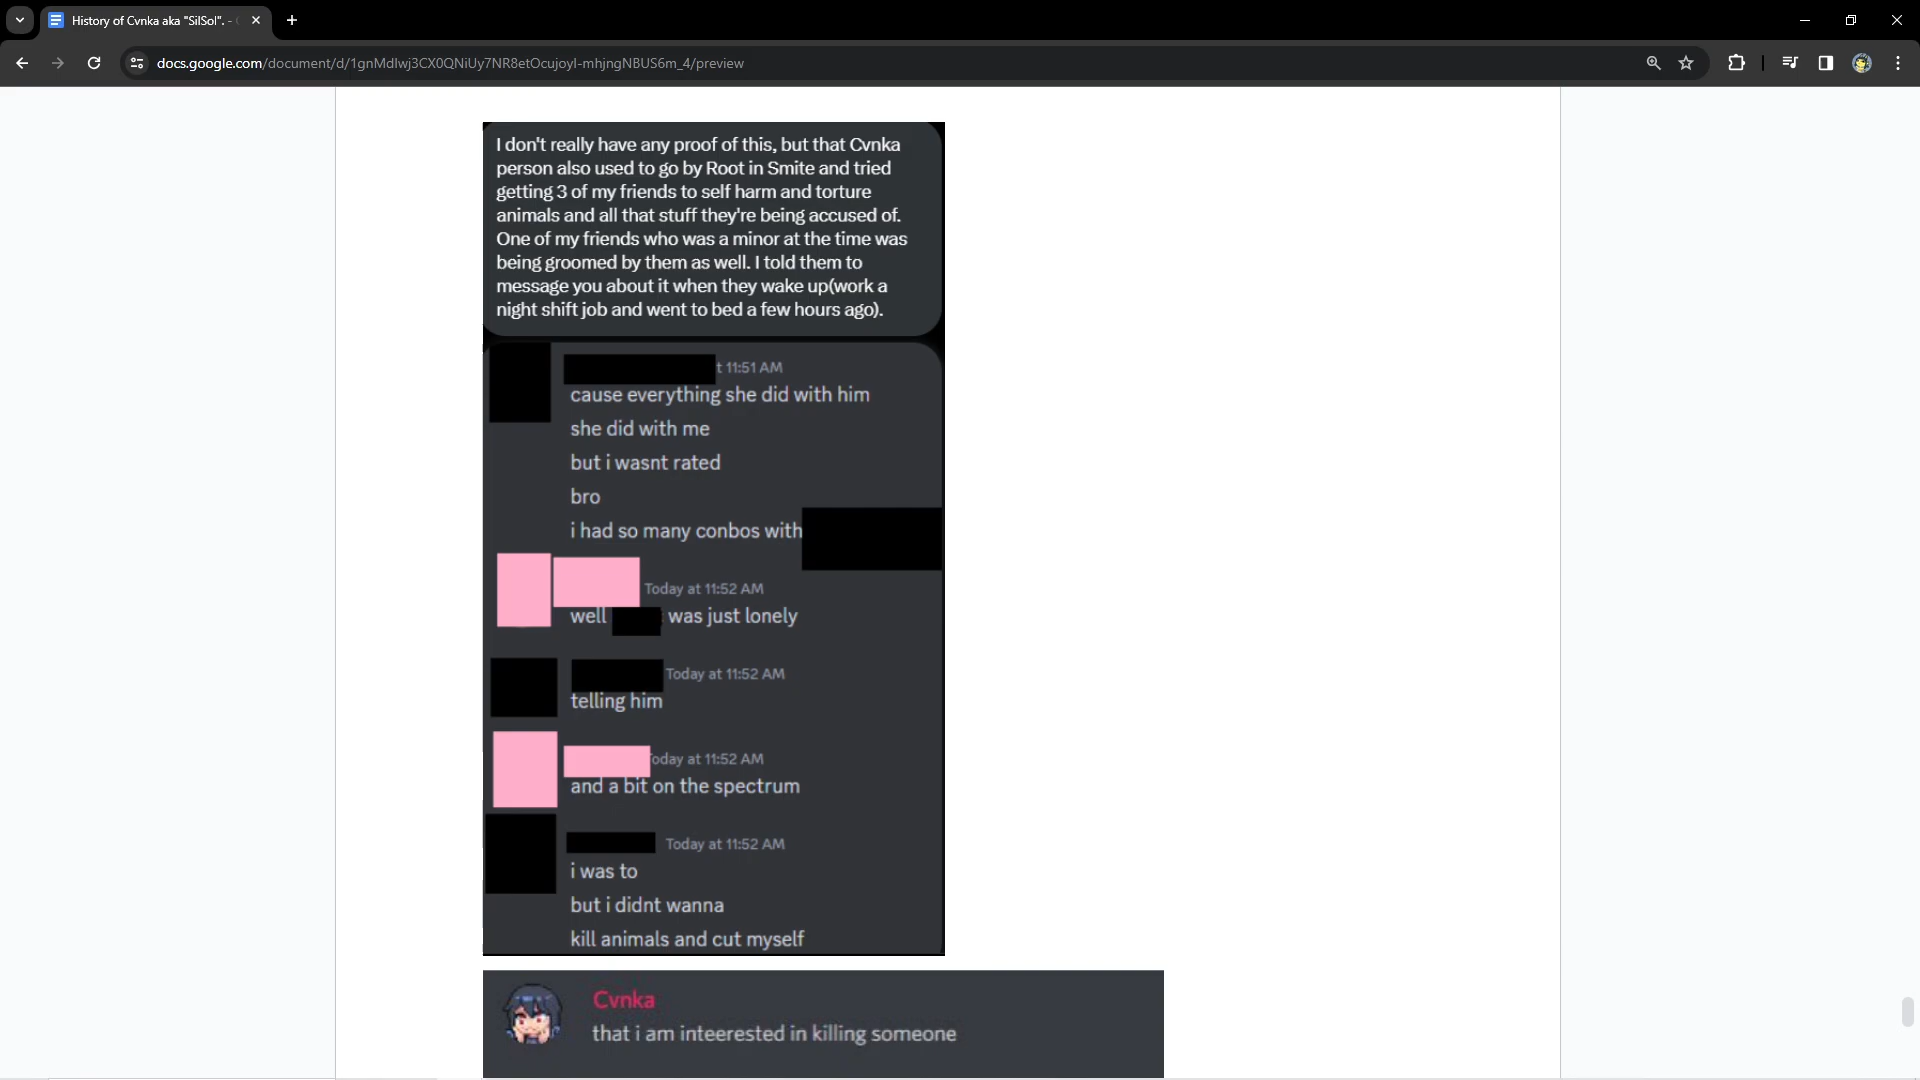 History of Cvnka aka "SilSol". -
docs.google.com/document/d/1gnMdIwj3CX0QNiUy7NR8etOcujoyI-mhjngNBUS6m_4/preview
I don't really have any proof of this, but that Cvnka
person also used to go by Root in Smite and tried
getting 3 of my friends to self harm and torture
animals and all that stuff they're being accused of.
One of my friends who was a minor at the time was
being groomed by them as well. I told them to
message you about it when they wake up(work a
night shift job and went to bed a few hours ago).
t 11:51 AM
cause everything she did with him
she did with me
but i wasnt rated
bro
i had so many conbos with
Today at 11:52 AM
well was just lonely
Today at 11:52 AM
telling him
oday at 11:52 AM
and a bit on the spectrum
Today at 11:52 AM
i was to
but i didnt wanna
kill animals and cut myself
Cvnka
that i am inteerested in killing someone